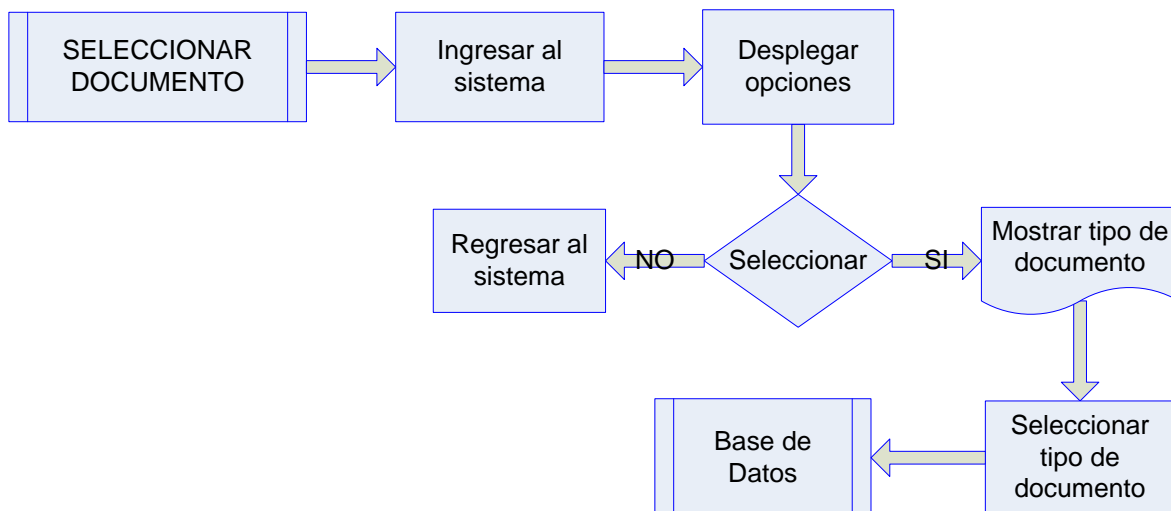 SELECCIONAR
DOCUMENTO
Ingresar al
sistema
Desplegar
opciones
Regresar al
sistema
NO
Seleccionar
SI
Mostrar tipo de
documento
Base de
Datos
Seleccionar
tipo de
documento